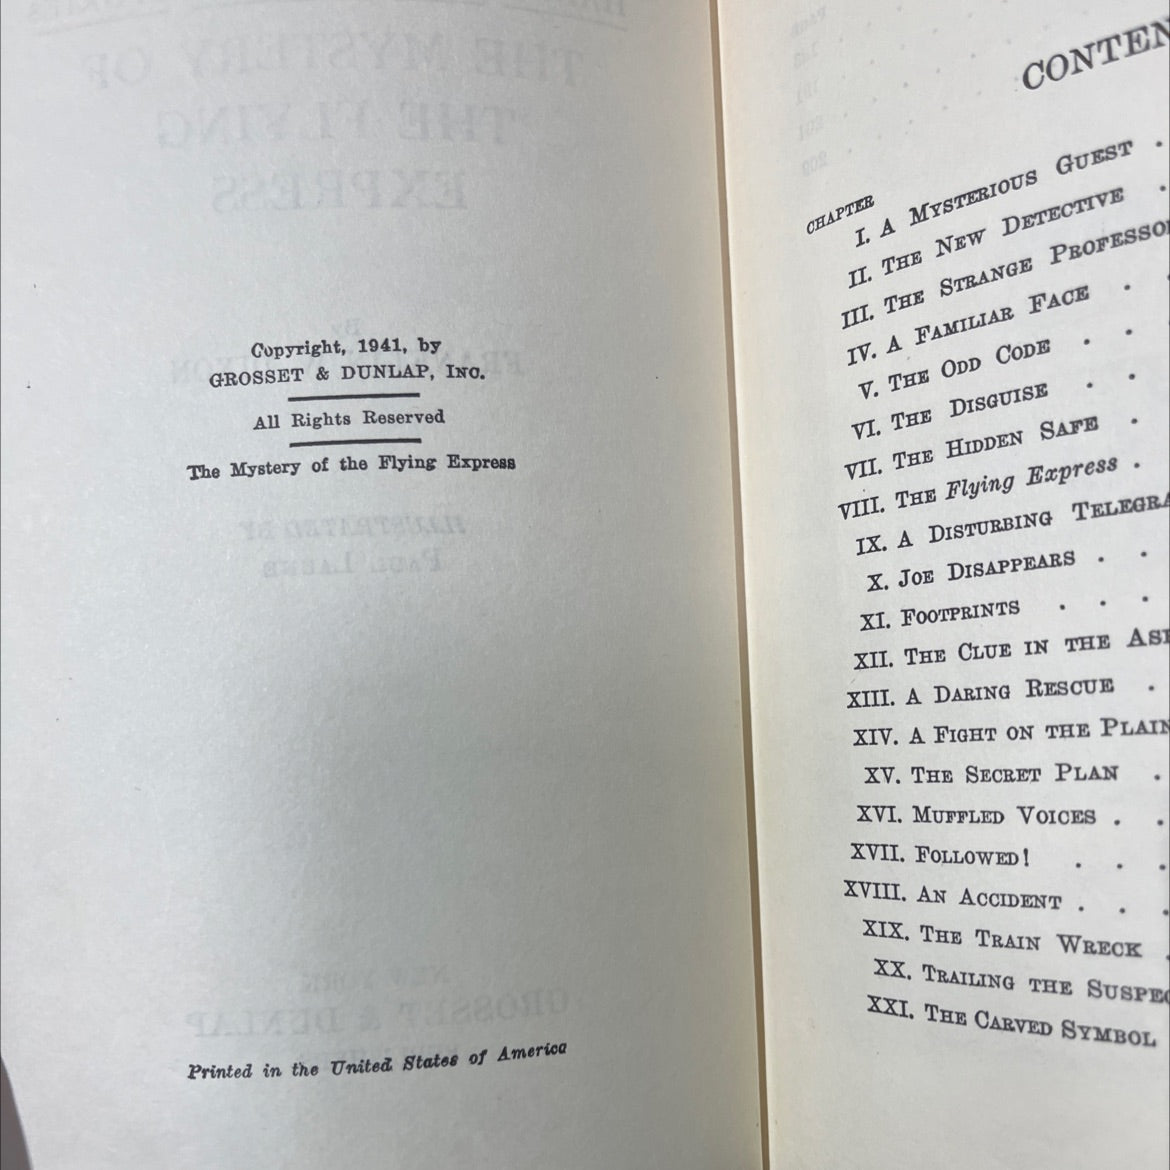 Copyright, 1941, by
GROSSET & DUNLAP, INC.
All Rights Reserved
The Mystery of the Flying Express
Printed in the United States of America
CONTEN
CHAPTER
I. A MYSTERIOUS GUEST .
II. THE NEW DETECTIVE .
III. THE STRANGE PROFESSO
IV. A FAMILIAR FACE . .
V. THE ODD CODE . .
VI. THE DISGUISE . .
VII. THE HIDDEN SAFE .
VIII. THE Flying Express .
IX. A DISTURBING TELEGRA
X. JOE DISAPPEARS . .
XI. FOOTPRINTS . . .
XII. THE CLUE IN THE ASH
XIII. A DARING RESCUE .
XIV. A FIGHT ON THE PLAIN
XV. THE SECRET PLAN .
XVI. MUFFLED VOICES . .
XVII. FOLLOWED! . . .
XVIII. AN ACCIDENT . . .
XIX. THE TRAIN WRECK .
XX. TRAILING THE SUSPEC
XXI. THE CARVED SYMBOL